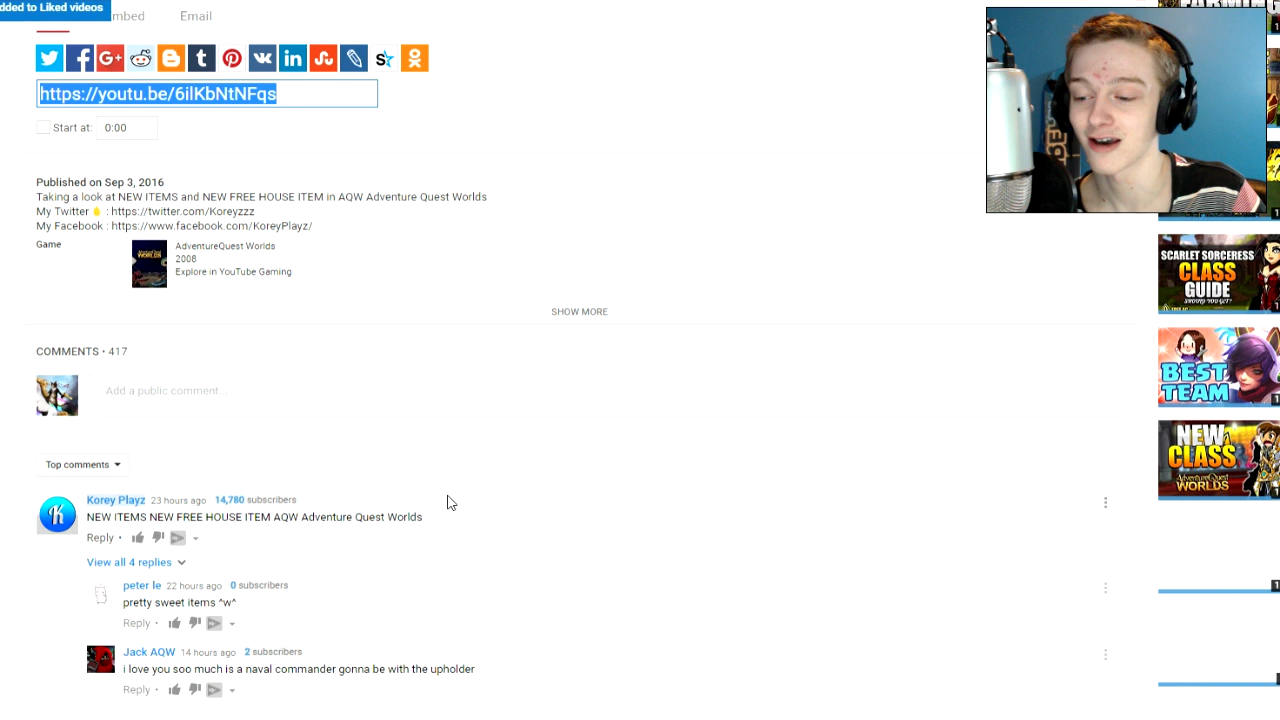 dded to Liked videos
mbed
Email
https://youtu.be/6ilKbNtNFqs
Start at:
0:00
Published on Sep 3, 2016
Taking a look at NEW ITEMS and NEW FREE HOUSE ITEM in AQW Adventure Quest Worlds
My Twitter : https://twitter.com/Koreyzzz
My Facebook : https://www.facebook.com/KoreyPlayz/
Game
AdventureQuest Worlds
2008
Explore in YouTube Gaming
SHOW MORE
COMMENTS • 417
Add a public comment...
Top comments
Korey Playz 23 hours ago 14,780 subscribers
NEW ITEMS NEW FREE HOUSE ITEM AQW Adventure Quest Worlds
Reply •
View all 4 replies
peter le 22 hours ago 0 subscribers
pretty sweet items ^w^
Reply •
Jack AQW 14 hours ago 2 subscribers
i love you soo much is a naval commander gonna be with the upholder
Reply •
FARMING
SCARLET SORCERESS
CLASS
GUIDE
SHOULD YOU GET?
BEST
TEAM
NEW
CLASS
AdventureQuest
WORLDS